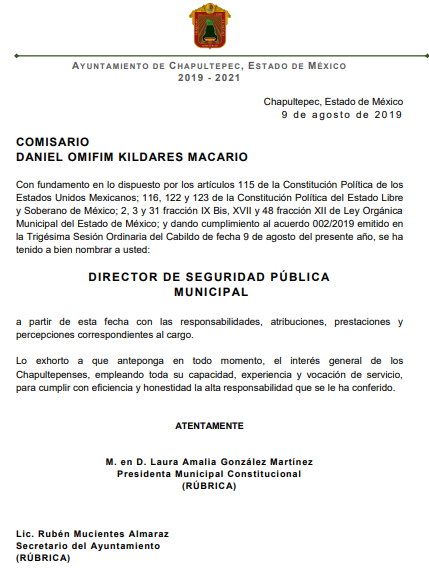 AYUNTAMIENTO DE CHAPULTEPEC, ESTADO DE MÉXICO
2019 - 2021
Chapultepec, Estado de México
9 de agosto de 2019
COMISARIO
DANIEL OMIFIM KILDARES MACARIO
Con fundamento en lo dispuesto por los artículos 115 de la Constitución Política de los
Estados Unidos Mexicanos; 116, 122 y 123 de la Constitución Política del Estado Libre
y Soberano de México; 2, 3 y 31 fracción IX Bis, XVII y 48 fracción XII de Ley Orgánica
Municipal del Estado de México; y dando cumplimiento al acuerdo 002/2019 emitido en
la Trigésima Sesión Ordinaria del Cabildo de fecha 9 de agosto del presente año, se ha
tenido a bien nombrar a usted:
DIRECTOR DE SEGURIDAD PÚBLICA
MUNICIPAL
a partir de esta fecha con las responsabilidades, atribuciones, prestaciones y
percepciones correspondientes al cargo.
Lo exhorto a que anteponga en todo momento, el interés general de los
Chapultepenses, empleando toda su capacidad, experiencia y vocación de servicio,
para cumplir con eficiencia y honestidad la alta responsabilidad que se le ha conferido.
ATENTAMENTE
M. en D. Laura Amalia González Martínez
Presidenta Municipal Constitucional
(RÚBRICA)
Lic. Rubén Mucientes Almaraz
Secretario del Ayuntamiento
(RÚBRICA)